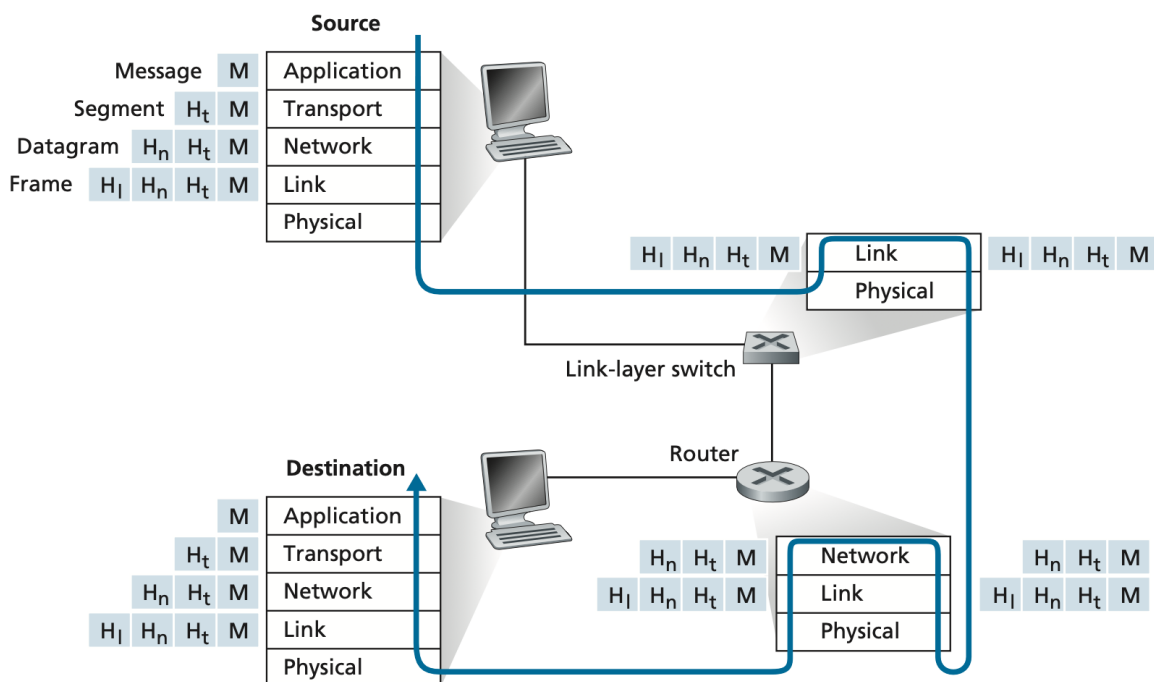 Source
Message M Application
Segment Hₜ M Transport
Datagram Hₙ Hₜ M Network
Frame Hₗ Hₙ Hₜ M Link
Physical
Hₗ Hₙ Hₜ M Link Hₗ Hₙ Hₜ M
Physical
Link-layer switch
Router
Destination
M Application
Hₜ M Transport
Hₙ Hₜ M Network
Hₗ Hₙ Hₜ M Link
Physical
Hₙ Hₜ M Network Hₙ Hₜ M
Hₗ Hₙ Hₜ M Link Hₗ Hₙ Hₜ M
Physical